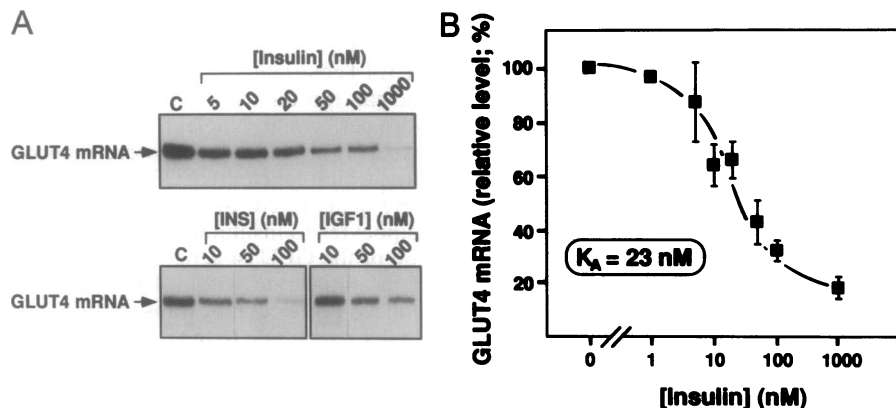 A
[Insulin] (nM)
C 5 10 20 50 100 1000
GLUT4 mRNA
[INS] (nM) [IGF1] (nM)
C 10 50 100 10 50 100
GLUT4 mRNA
B
GLUT4 mRNA (relative level; %)
100
80
60
40
20
K_A = 23 nM
0 1 10 100 1000
[Insulin] (nM)